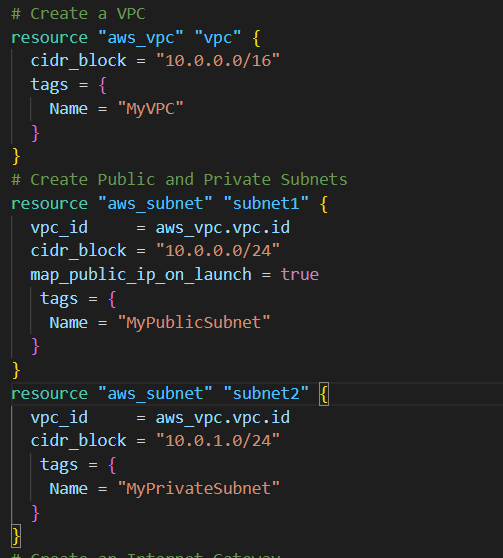 # Create a VPC
resource "aws_vpc" "vpc" {
  cidr_block = "10.0.0.0/16"
  tags = {
    Name = "MyVPC"
  }
}
# Create Public and Private Subnets
resource "aws_subnet" "subnet1" {
  vpc_id     = aws_vpc.vpc.id
  cidr_block = "10.0.0.0/24"
  map_public_ip_on_launch = true
   tags = {
    Name = "MyPublicSubnet"
  }
}
resource "aws_subnet" "subnet2" {
  vpc_id     = aws_vpc.vpc.id
  cidr_block = "10.0.1.0/24"
   tags = {
    Name = "MyPrivateSubnet"
  }
}
# Create an Internet Gateway